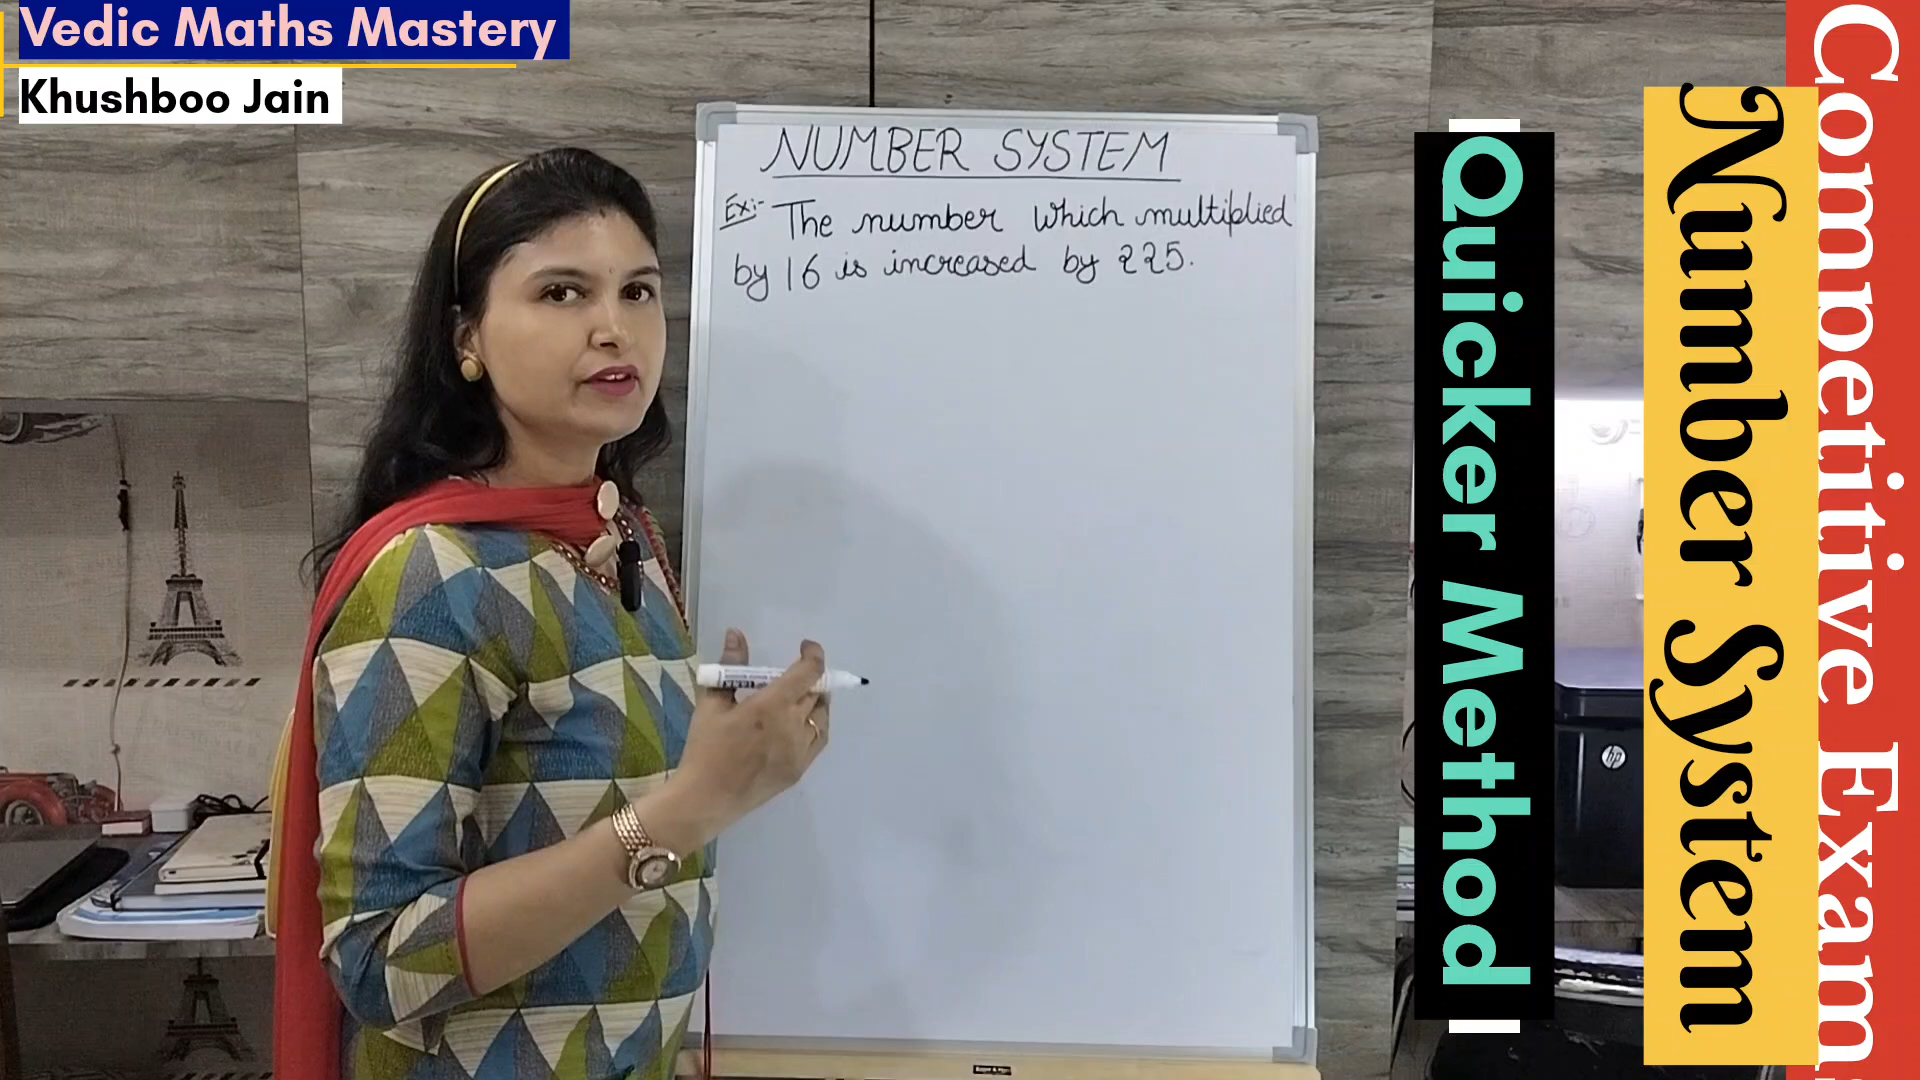 Vedic Maths Mastery
Khushboo Jain
NUMBER SYSTEM
Ex:- The number which multiplied
by 16 is increased by 225.
Quicker Method
Number System
Competitive Exam
hp